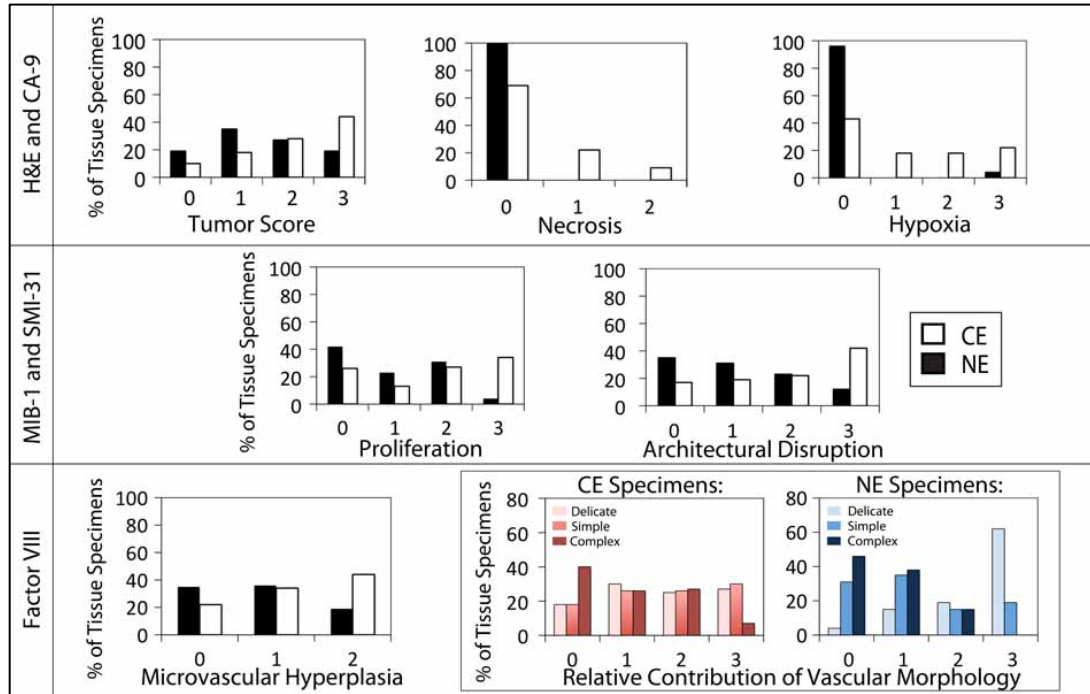 H&E and CA-9
% of Tissue Specimens
100
80
60
40
20
0
0 1 2 3
Tumor Score
100
80
60
40
20
0
0 1 2
Necrosis
100
80
60
40
20
0
0 1 2 3
Hypoxia
MIB-1 and SMI-31
% of Tissue Specimens
100
80
60
40
20
0
0 1 2 3
Proliferation
100
80
60
40
20
0
0 1 2 3
Architectural Disruption
CE
NE
Factor VIII
% of Tissue Specimens
100
80
60
40
20
0
0 1 2
Microvascular Hyperplasia
% of Tissue Specimens
CE Specimens:
80
60
40
20
0
Delicate
Simple
Complex
0 1 2 3
NE Specimens:
80
60
40
20
0
Delicate
Simple
Complex
0 1 2 3
Relative Contribution of Vascular Morphology